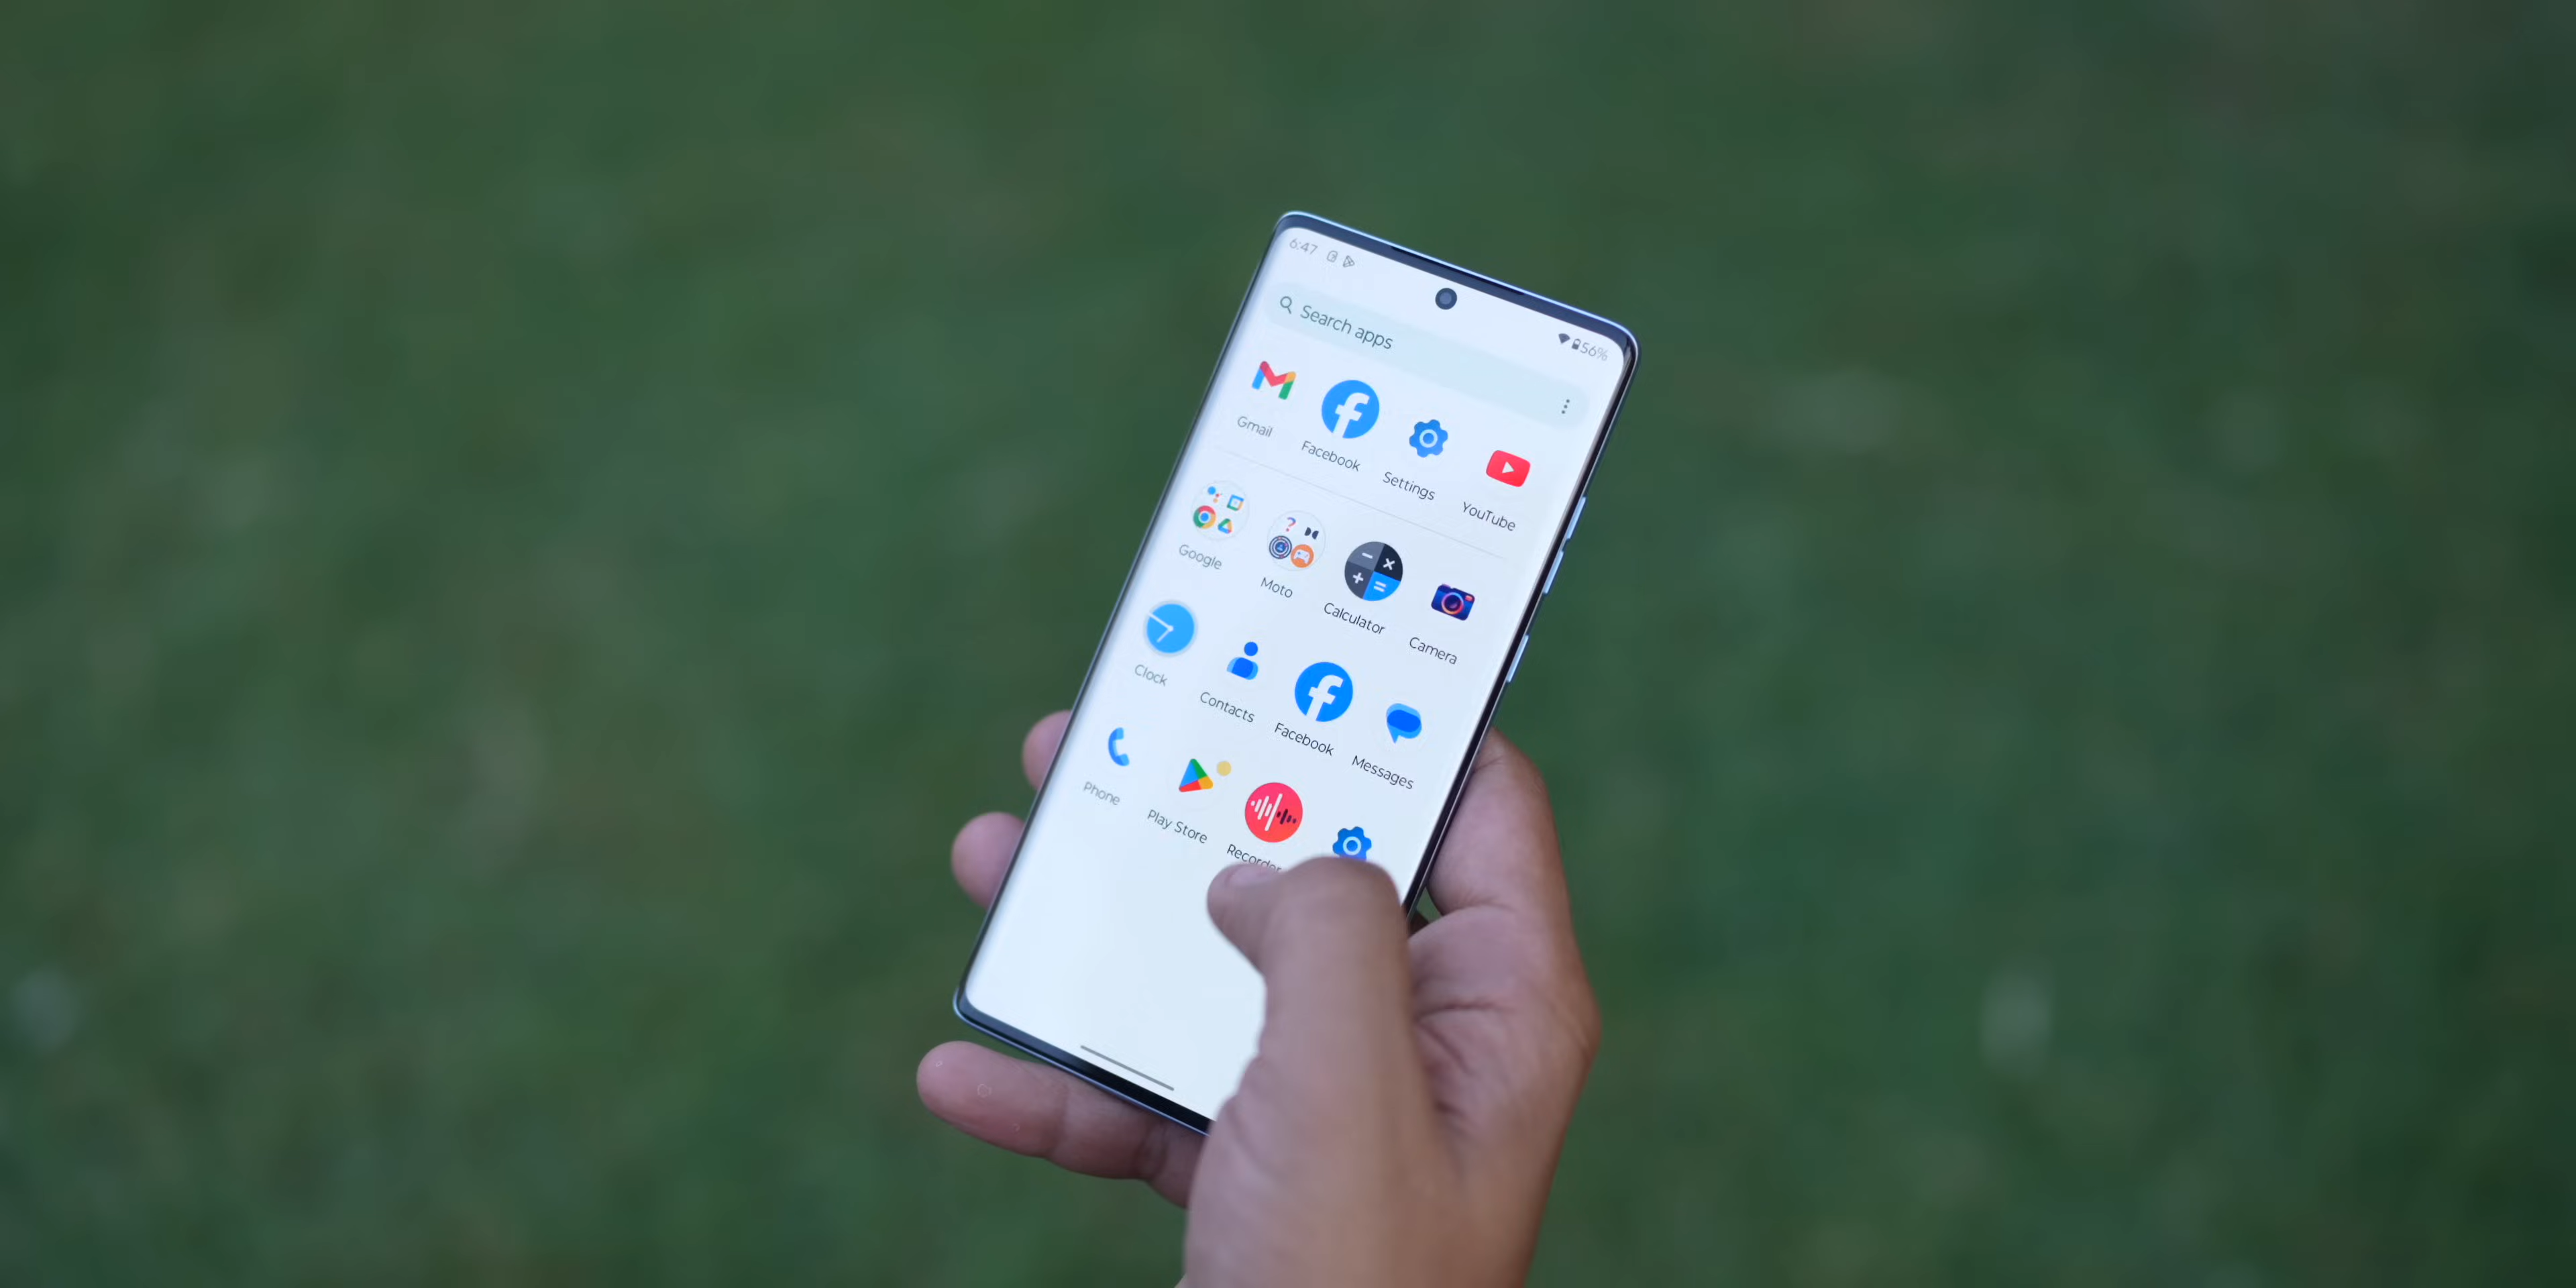 6:47
56%
Search apps
Gmail Facebook Settings YouTube
Google Moto Calculator Camera
Clock Contacts Facebook Messages
Phone Play Store Recorder